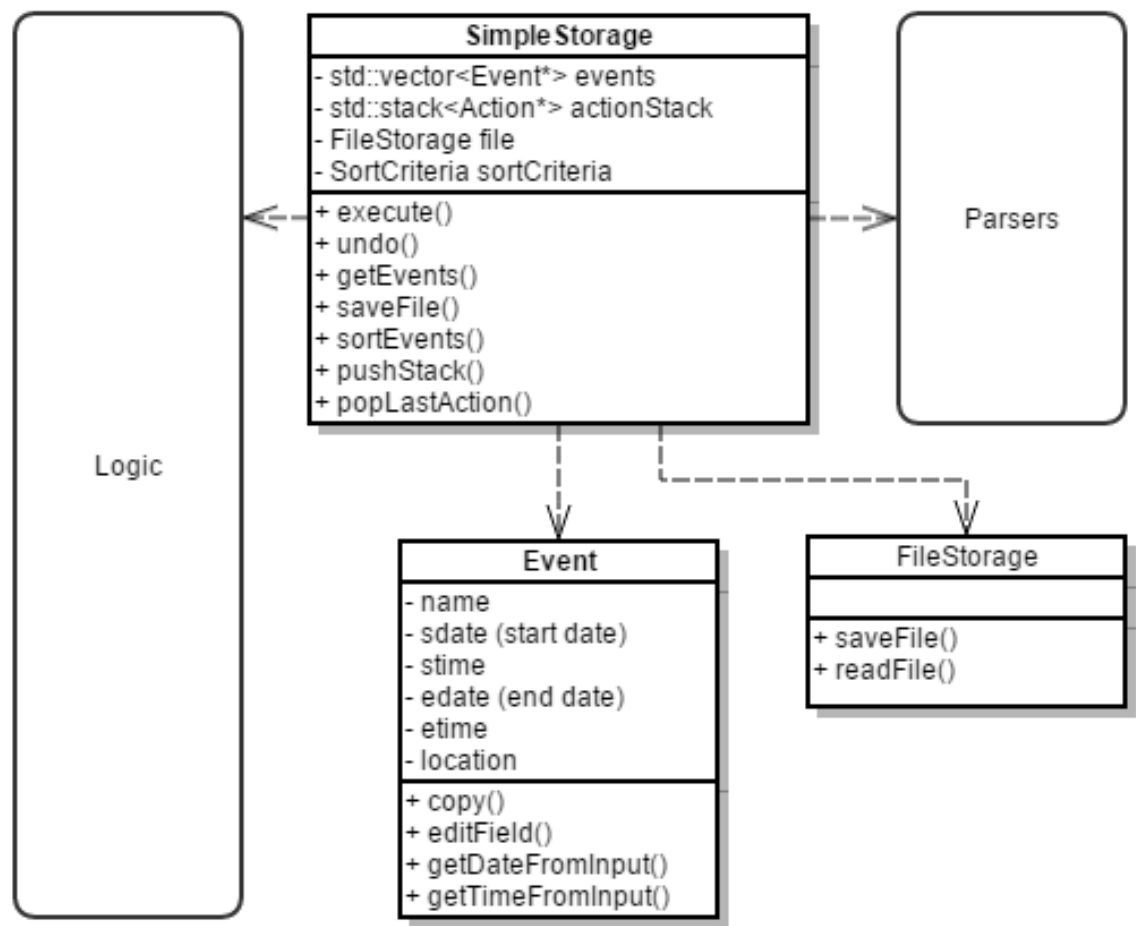 SimpleStorage
- std::vector<Event*> events
- std::stack<Action*> actionStack
- FileStorage file
- SortCriteria sortCriteria
+ execute()
+ undo()
+ getEvents()
+ saveFile()
+ sortEvents()
+ pushStack()
+ popLastAction()
Parsers
Logic
Event
- name
- sdate (start date)
- stime
- edate (end date)
- etime
- location
+ copy()
+ editField()
+ getDateFromInput()
+ getTimeFromInput()
FileStorage
+ saveFile()
+ readFile()